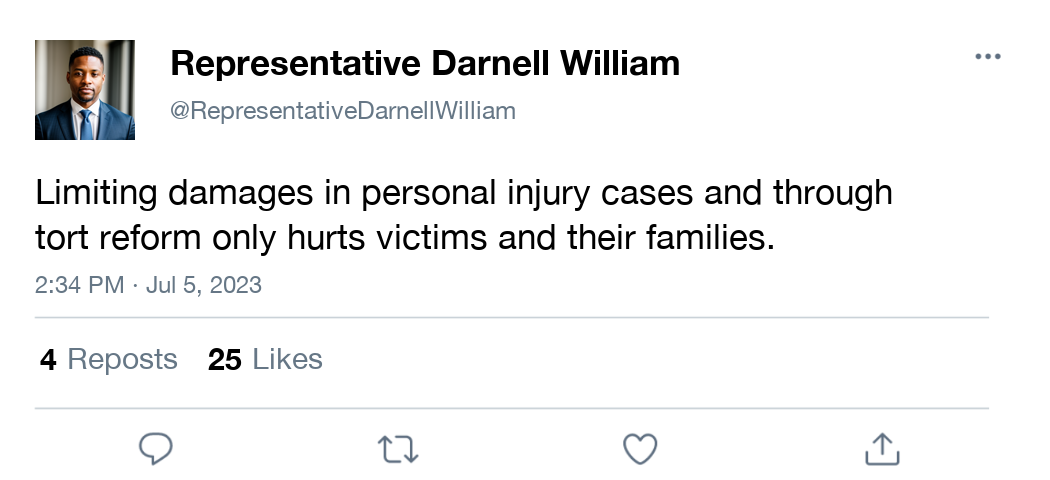 Representative Darnell William
@RepresentativeDarnellWilliam
Limiting damages in personal injury cases and through
tort reform only hurts victims and their families.
2:34 PM · Jul 5, 2023
4 Reposts 25 Likes